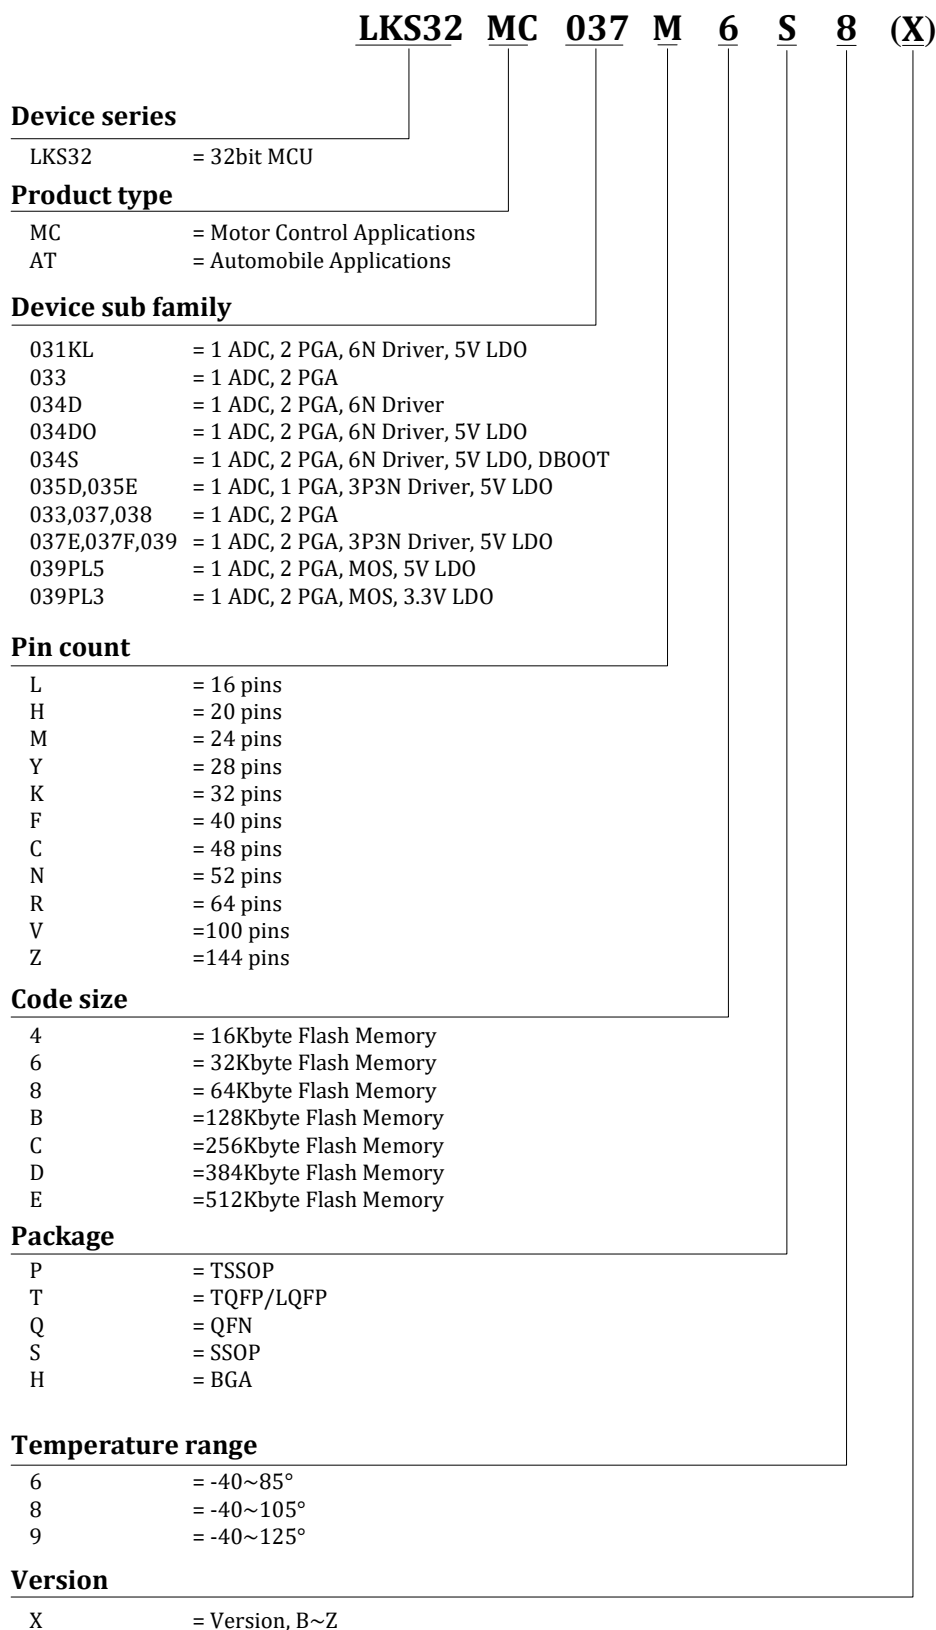 LKS32 MC 037 M 6 S 8 (X)
Device series
LKS32 = 32bit MCU
Product type
MC = Motor Control Applications
AT = Automobile Applications
Device sub family
031KL = 1 ADC, 2 PGA, 6N Driver, 5V LDO
033 = 1 ADC, 2 PGA
034D = 1 ADC, 2 PGA, 6N Driver
034DO = 1 ADC, 2 PGA, 6N Driver, 5V LDO
034S = 1 ADC, 2 PGA, 6N Driver, 5V LDO, DBOOT
035D,035E = 1 ADC, 1 PGA, 3P3N Driver, 5V LDO
033,037,038 = 1 ADC, 2 PGA
037E,037F,039 = 1 ADC, 2 PGA, 3P3N Driver, 5V LDO
039PL5 = 1 ADC, 2 PGA, MOS, 5V LDO
039PL3 = 1 ADC, 2 PGA, MOS, 3.3V LDO
Pin count
L = 16 pins
H = 20 pins
M = 24 pins
Y = 28 pins
K = 32 pins
F = 40 pins
C = 48 pins
N = 52 pins
R = 64 pins
V =100 pins
Z =144 pins
Code size
4 = 16Kbyte Flash Memory
6 = 32Kbyte Flash Memory
8 = 64Kbyte Flash Memory
B =128Kbyte Flash Memory
C =256Kbyte Flash Memory
D =384Kbyte Flash Memory
E =512Kbyte Flash Memory
Package
P = TSSOP
T = TQFP/LQFP
Q = QFN
S = SSOP
H = BGA
Temperature range
6 = -40~85°
8 = -40~105°
9 = -40~125°
Version
X = Version, B~Z